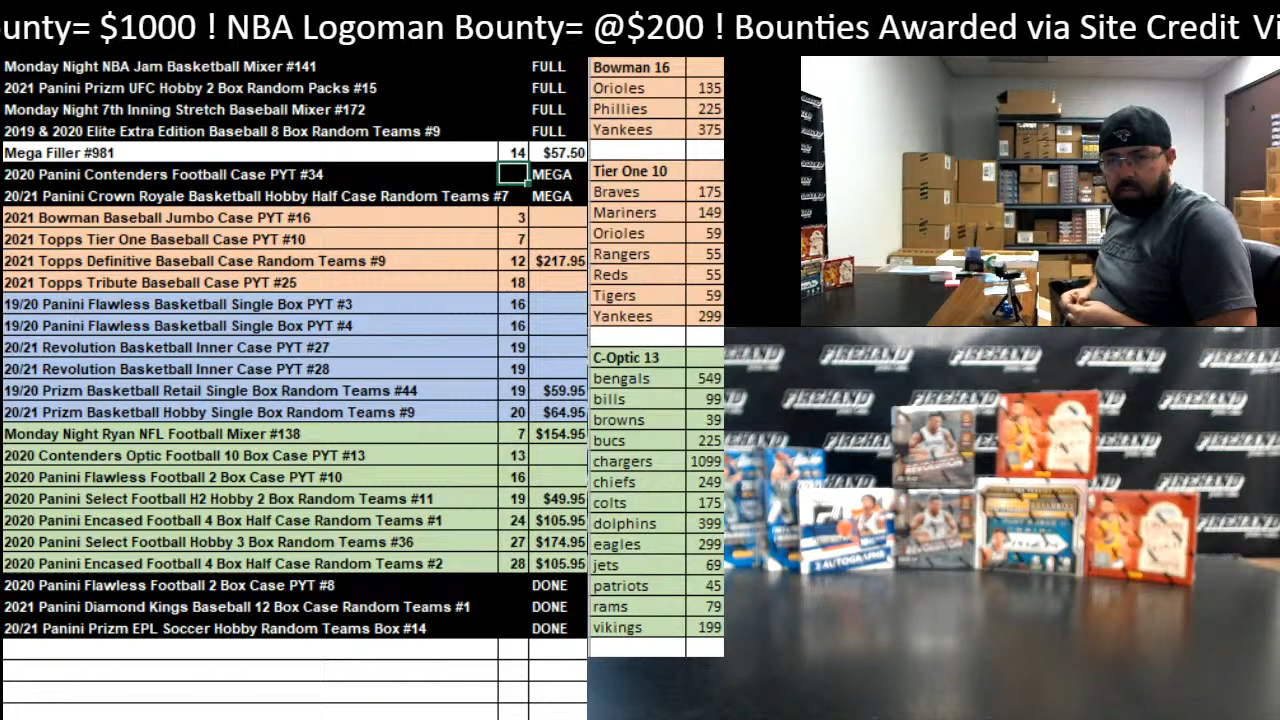 ounty= $1000 ! NBA Logoman Bounty= @$200 ! Bounties Awarded via Site Credit Vi
Monday Night NBA Jam Basketball Mixer #141 FULL
2021 Panini Prizm UFC Hobby 2 Box Random Packs #15 FULL
Monday Night 7th Inning Stretch Baseball Mixer #172 FULL
2019 & 2020 Elite Extra Edition Baseball 8 Box Random Teams #9 FULL
Mega Filler #981 14 $57.50
2020 Panini Contenders Football Case PYT #34 MEGA
20/21 Panini Crown Royale Basketball Hobby Half Case Random Teams #7 MEGA
2021 Bowman Baseball Jumbo Case PYT #16 3
2021 Topps Tier One Baseball Case PYT #10 7
2021 Topps Definitive Baseball Case Random Teams #9 12 $217.95
2021 Topps Tribute Baseball Case PYT #25 18
19/20 Panini Flawless Basketball Single Box PYT #3 16
19/20 Panini Flawless Basketball Single Box PYT #4 16
20/21 Revolution Basketball Inner Case PYT #27 19
20/21 Revolution Basketball Inner Case PYT #28 19
19/20 Prizm Basketball Retail Single Box Random Teams #44 19 $59.95
20/21 Prizm Basketball Hobby Single Box Random Teams #9 20 $64.95
Monday Night Ryan NFL Football Mixer #138 7 $154.95
2020 Contenders Optic Football 10 Box PYT #13 13
2020 Panini Flawless Football 2 Box PYT #10 16
2020 Panini Select Football H2 Hobby 2 Box Random Teams #11 19 $49.95
2020 Panini Encased Football 4 Box Half Case Random Teams #1 24 $105.95
2020 Panini Select Football Hobby 3 Box Random Teams #36 27 $174.95
2020 Panini Encased Football 4 Box Half Case Random Teams #2 28 $105.95
2020 Panini Flawless Football 2 Box Case PYT #8 DONE
2021 Panini Diamond Kings Baseball 12 Box Case Random Teams #1 DONE
20/21 Panini Prizm EPL Soccer Hobby Random Teams Box #14 DONE
Bowman 16
Orioles 135
Phillies 225
Yankees 375
Tier One 10
Braves 175
Mariners 149
Orioles 59
Rangers 55
Reds 55
Tigers 59
Yankees 299
C-Optic 13
bengals 549
bills 99
browns 39
bucs 225
chargers 1099
chiefs 249
colts 175
dolphins 399
eagles 299
jets 69
patriots 45
rams 79
vikings 199
FIREHAND
REVOLUTION
2 AUTOGRAPHS